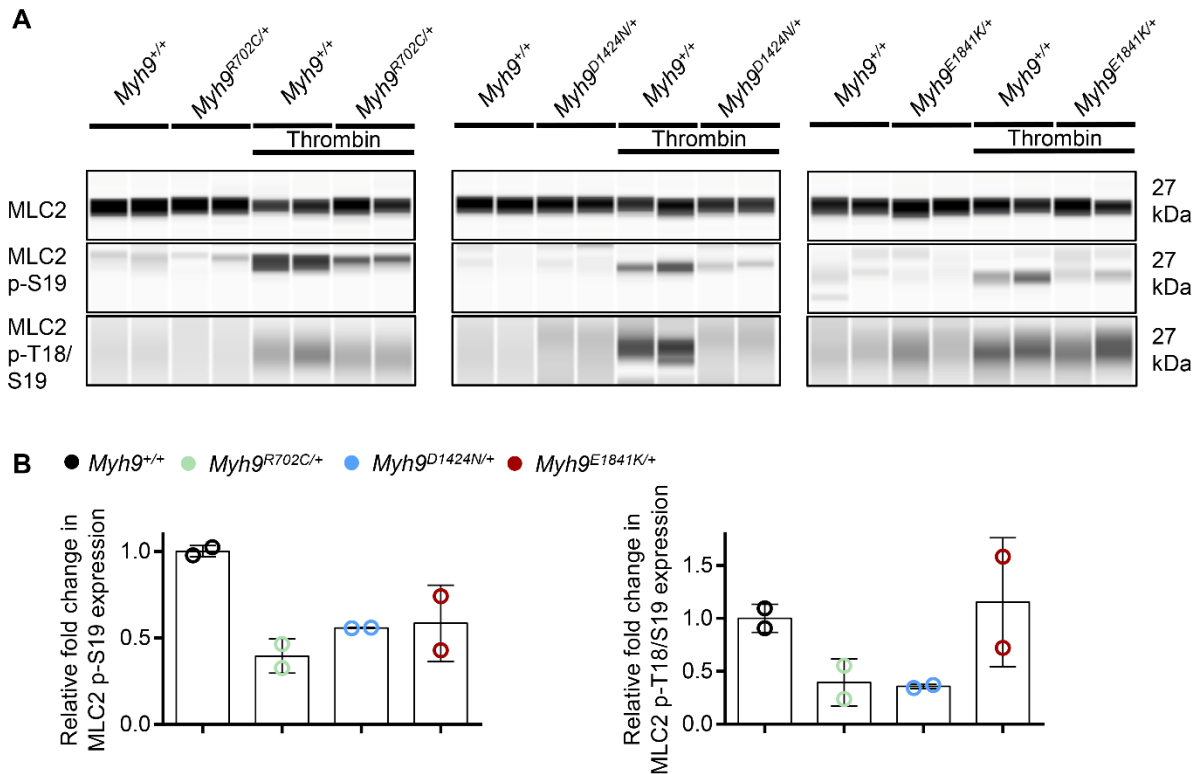 A
Myh9+/+ Myh9R702C/+ Myh9+/+ Myh9R702C/+ Myh9+/+ Myh9D1424N/+ Myh9+/+ Myh9D1424N/+ Myh9+/+ Myh9E1841K/+ Myh9+/+ Myh9E1841K/+
Thrombin Thrombin Thrombin
MLC2
27
kDa
MLC2
p-S19
27
kDa
MLC2
p-T18/
S19
27
kDa
B
Myh9+/+ Myh9R702C/+ Myh9D1424N/+ Myh9E1841K/+
Relative fold change in
MLC2 p-S19 expression
1.0
0.5
0.0
Relative fold change in
MLC2 p-T18/S19 expression
1.5
1.0
0.5
0.0